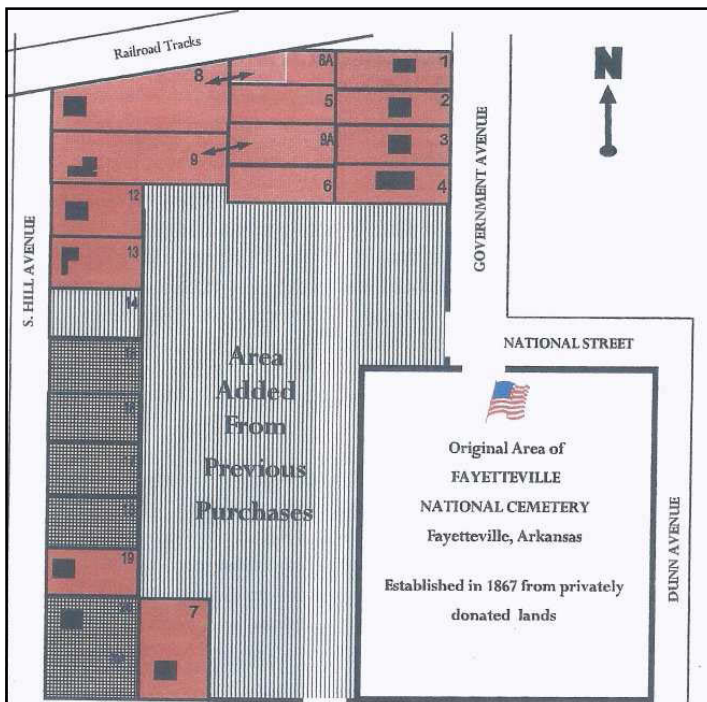 Railroad Tracks
8
8A
1
5
2
9
9A
3
6
4
N
12
13
14
S. HILL AVENUE
GOVERNMENT AVENUE
NATIONAL STREET
Area
Added
From
Previous
Purchases
Original Area of
FAYETTEVILLE
NATIONAL CEMETERY
Fayetteville, Arkansas
Established in 1867 from privately
donated lands
DUNN AVENUE
19
7